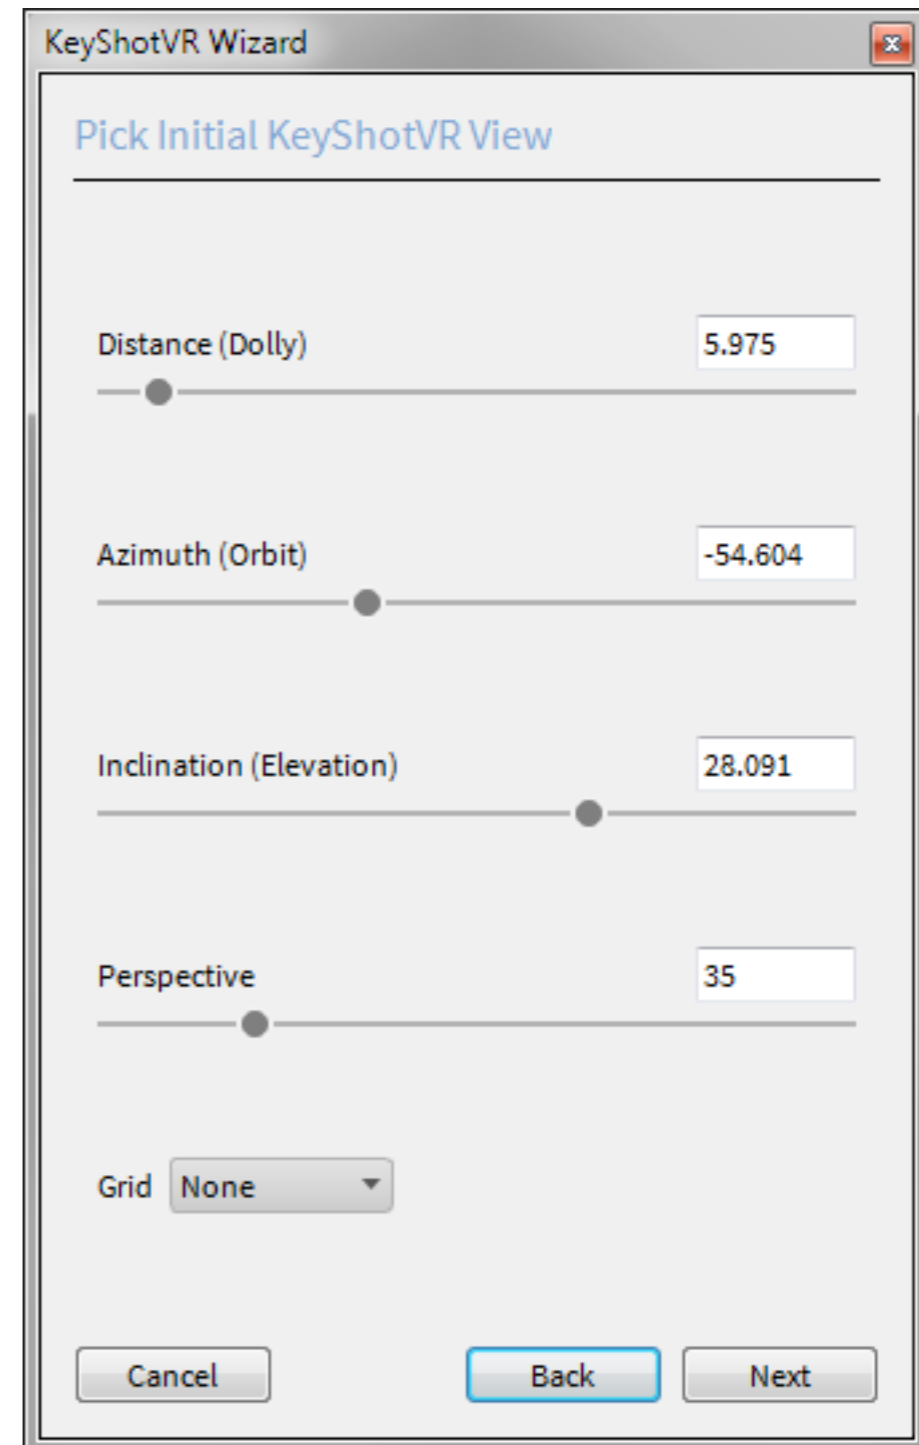 KeyShotVR Wizard
Pick Initial KeyShotVR View
Distance (Dolly) 5.975
Azimuth (Orbit) -54.604
Inclination (Elevation) 28.091
Perspective 35
Grid None
Cancel Back Next